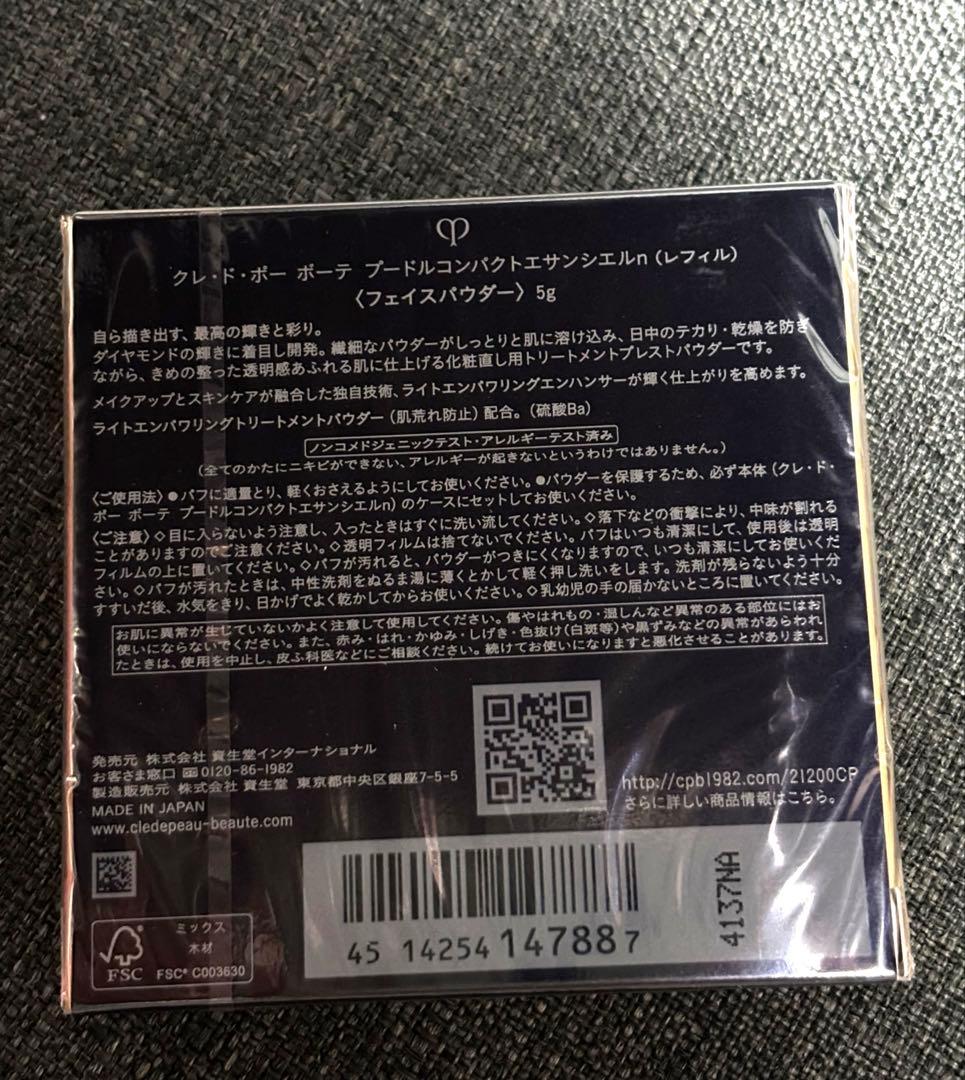 クレ・ド・ポー ボーテ プードルコンパクトエサンシエルn（レフィル）
〈フェイスパウダー〉5g
自ら描き出す、最高の輝きと彩り。
ダイヤモンドの輝きに着目し開発。繊細なパウダーがしっとりと肌に溶け込み、日中のテカリ・乾燥を防ぎ
ながら、きめの整った透明感あふれる肌に仕上げる化粧直し用トリートメントプレストパウダーです。
メイクアップとスキンケアが融合した独自技術、ライトエンパワリングエンハンサーが輝く仕上がりを高めます。
ライトエンパワリングトリートメントパウダー（肌荒れ防止）配合。（硫酸Ba）
ノンコメドジェニックテスト・アレルギーテスト済み
（全てのかたにニキビができない、アレルギーが起きないというわけではありません。）
〈ご使用法〉●パフに適量とり、軽くおさえるようにしてお使いください。●パウダーを保護するため、必ず本体（クレ・ド・
ポー ボーテ プードルコンパクトエサンシエルn）のケースにセットしてお使いください。
〈ご注意〉◇目に入らないよう注意し、入ったときはすぐに洗い流してください。◇落下などの衝撃により、中味が割れる
ことがありますのでご注意ください。◇透明フィルムは捨てないでください。パフはいつも清潔にして、使用後は透明
フィルムの上に置いてください。◇パフが汚れると、パウダーがつきにくくなりますので、いつも清潔にしてお使いくだ
さい。◇パフが汚れたときは、中性洗剤をぬるま湯に薄くとかして軽く押し洗いをします。洗剤が残らないよう十分
すすいだ後、水気をきり、日かげでよく乾かしてからお使いください。◇乳幼児の手の届かないところに置いてください。
お肌に異常が生じていないかよく注意して使用してください。傷やはれもの・湿しんなど異常のある部位にはお
使いにならないでください。また、赤み・はれ・かゆみ・しげき・色抜け（白斑等）や黒ずみなどの異常があらわれ
たときは、使用を中止し、皮ふ科医などにご相談ください。続けてお使いになりますと悪化させることがあります。
発売元 株式会社 資生堂インターナショナル
お客さま窓口 0120-86-1982
製造販売元 株式会社 資生堂 東京都中央区銀座7-5-5
MADE IN JAPAN
www.cledepeau-beaute.com
http://cpb1982.com/21200CP
さらに詳しい商品情報はこちら。
4514254147887
4137NA
ミックス
木材
FSC
FSC® C003630